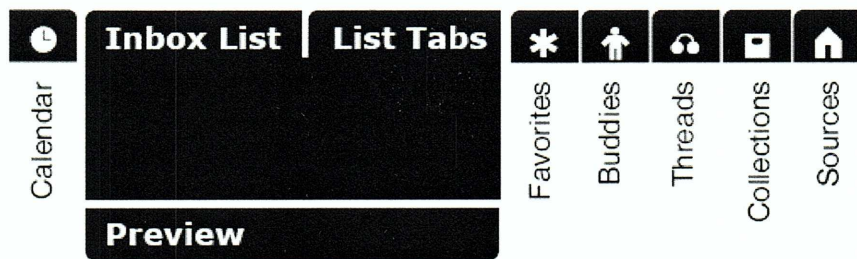 Inbox List
List Tabs
Preview
Calendar
Favorites
Buddies
Threads
Collections
Sources